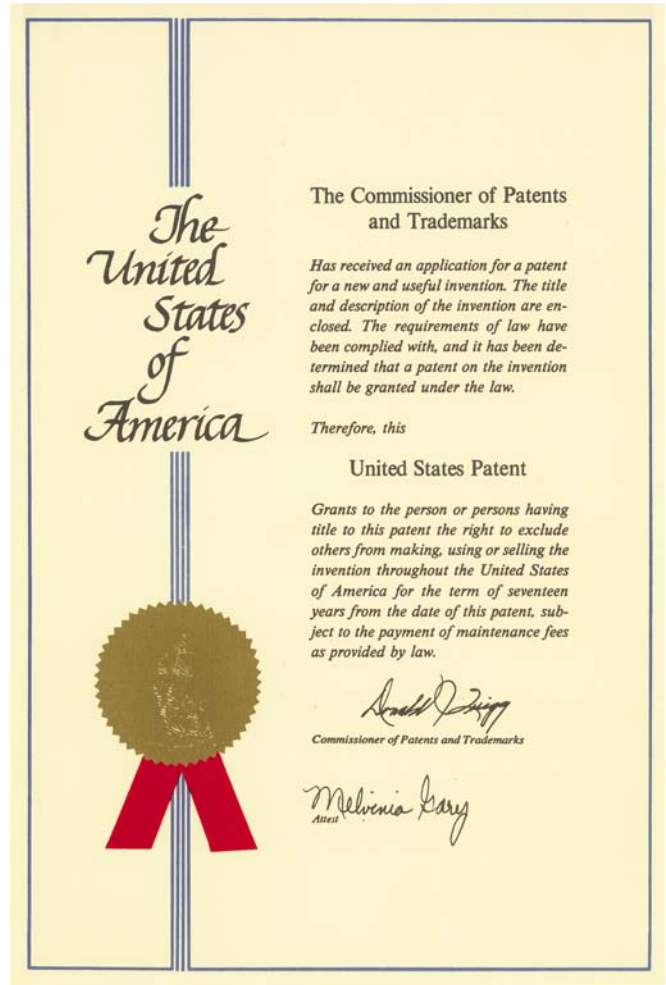 The
United
States
of
America
The Commissioner of Patents
and Trademarks
Has received an application for a patent
for a new and useful invention. The title
and description of the invention are en-
closed. The requirements of law have
been complied with, and it has been de-
termined that a patent on the invention
shall be granted under the law.
Therefore, this
United States Patent
Grants to the person or persons having
title to this patent the right to exclude
others from making, using or selling the
invention throughout the United States
of America for the term of seventeen
years from the date of this patent, sub-
ject to the payment of maintenance fees
as provided by law.
Donald J. Quigg
Commissioner of Patents and Trademarks
Melvinia Gary
Attest